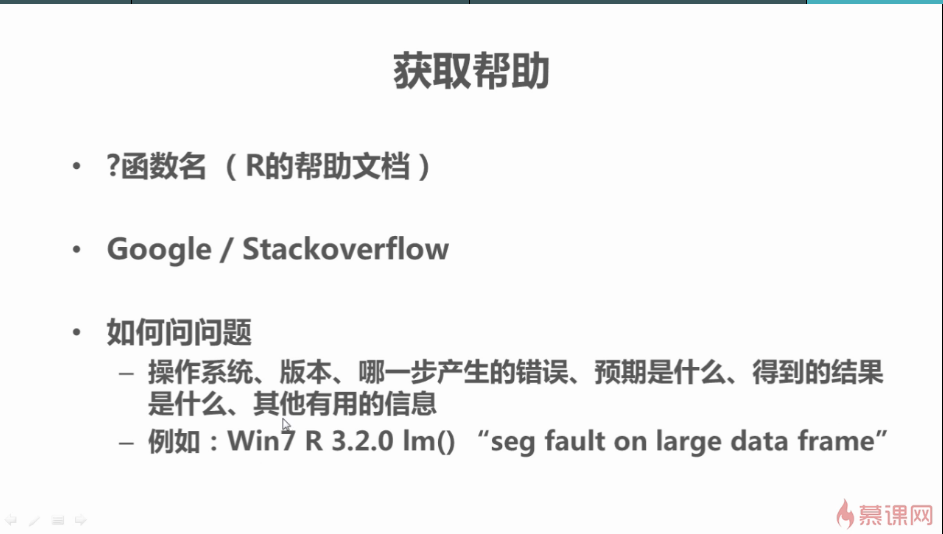 获取帮助
• ?函数名 （R的帮助文档）
• Google / Stackoverflow
• 如何问问题
– 操作系统、版本、哪一步产生的错误、预期是什么、得到的结果
是什么、其他有用的信息
– 例如：Win7 R 3.2.0 lm() “seg fault on large data frame”
慕课网